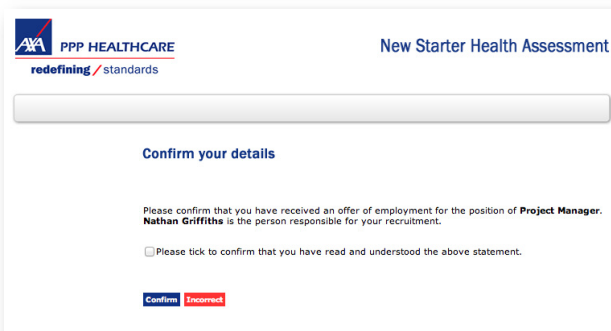 AXA PPP HEALTHCARE
redefining / standards
New Starter Health Assessment
Confirm your details
Please confirm that you have received an offer of employment for the position of Project Manager.
Nathan Griffiths is the person responsible for your recruitment.
Please tick to confirm that you have read and understood the above statement.
Confirm Incorrect